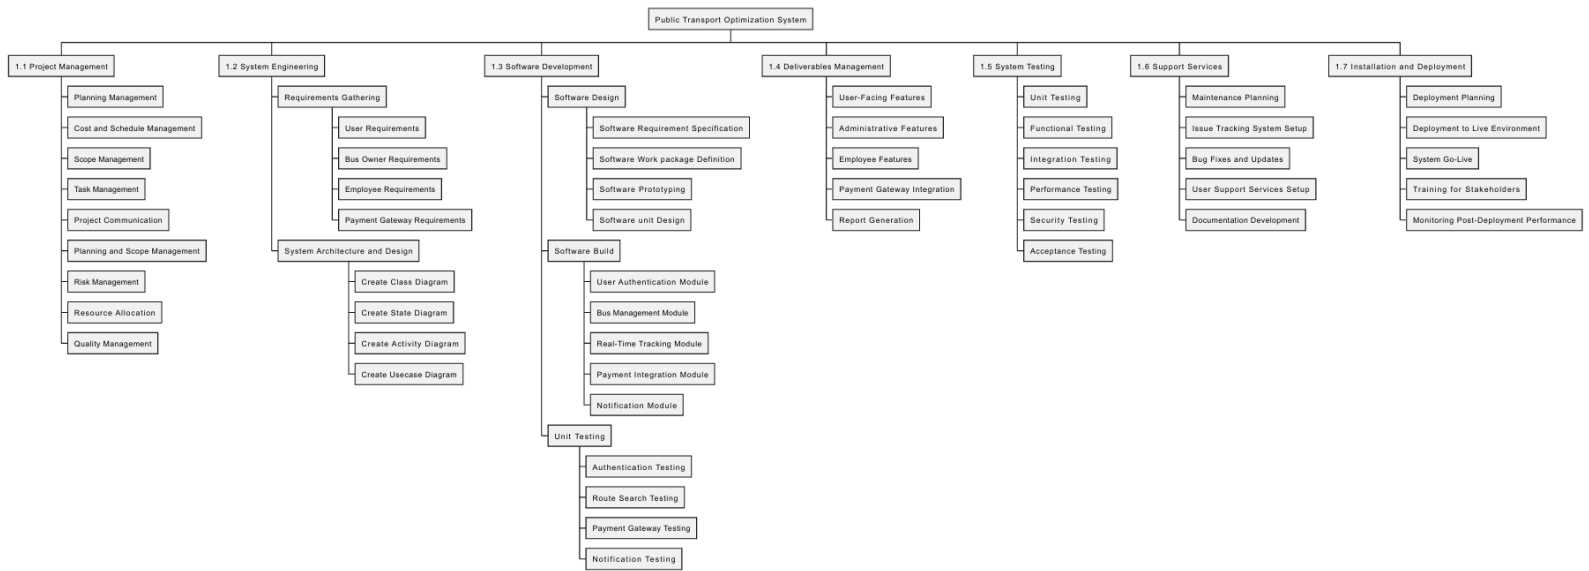 Public Transport Optimization System
1.1 Project Management
Planning Management
Cost and Schedule Management
Scope Management
Task Management
Project Communication
Planning and Scope Management
Risk Management
Resource Allocation
Quality Management
1.2 System Engineering
Requirements Gathering
User Requirements
Bus Owner Requirements
Employee Requirements
Payment Gateway Requirements
System Architecture and Design
Create Class Diagram
Create State Diagram
Create Activity Diagram
Create Usecase Diagram
1.3 Software Development
Software Design
Software Requirement Specification
Software Work package Definition
Software Prototyping
Software unit Design
Software Build
User Authentication Module
Bus Management Module
Real-Time Tracking Module
Payment Integration Module
Notification Module
Unit Testing
Authentication Testing
Route Search Testing
Payment Gateway Testing
Notification Testing
1.4 Deliverables Management
User-Facing Features
Administrative Features
Employee Features
Payment Gateway Integration
Report Generation
1.5 System Testing
Unit Testing
Functional Testing
Integration Testing
Performance Testing
Security Testing
Acceptance Testing
1.6 Support Services
Maintenance Planning
Issue Tracking System Setup
Bug Fixes and Updates
User Support Services Setup
Documentation Development
1.7 Installation and Deployment
Deployment Planning
Deployment to Live Environment
System Go-Live
Training for Stakeholders
Monitoring Post-Deployment Performance